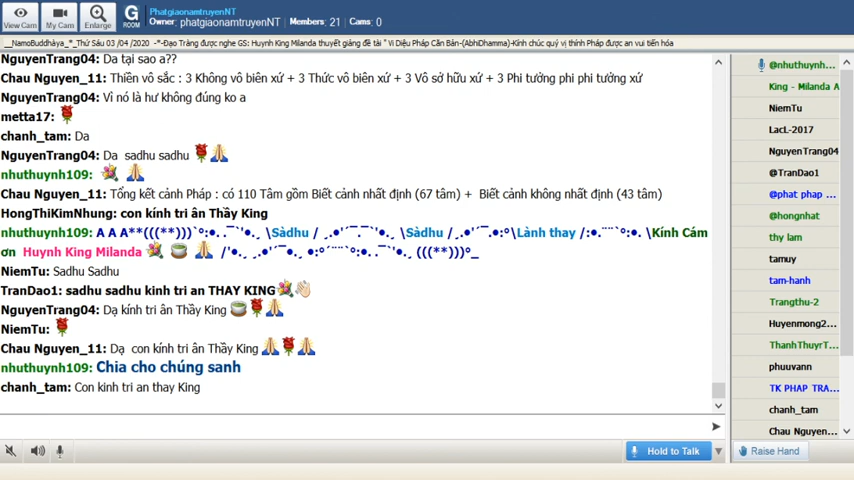 PhatgiaonamtruyenNT
Owner: phatgiaonamtruyenNT | Members: 21 | Cams: 0
View Cam My Cam Enlarge G ROOM
__NamoBuddhàya_*_Thứ Sáu 03 /04 /2020 -*-Đạo Tràng được nghe GS: Huynh King Milanda thuyết giảng đề tài " Vi Diệu Pháp Căn Bản-(AbhiDhamma)-Kính chúc quý vị thính Pháp được an vui tiến hóa
NguyenTrang04: Da tại sao a??
Chau Nguyen_11: Thiền vô sắc : 3 Không vô biên xứ + 3 Thức vô biên xứ + 3 Vô sở hữu xứ + 3 Phi tưởng phi phi tưởng xứ
NguyenTrang04: Vì nó là hư không đúng ko a
metta17:
chanh_tam: Da
NguyenTrang04: Da sadhu sadhu
nhuthuynh109:
Chau Nguyen_11: Tổng kết cảnh Pháp : có 110 Tâm gồm Biết cảnh nhất định (67 tâm) + Biết cảnh không nhất định (43 tâm)
HongThiKimNhung: con kính tri ân Thầy King
nhuthuynh109: A A A**(((**)))`°:•. .¯`'•.¸ \Sàdhu / ¸.•'´¯.¯`'•.¸ \Sàdhu / ¸.•'´¯.•:°\Lành thay /:•.¨¨`°:•. \Kính Cám
ơn Huynh King Milanda /'•.¸ ¸.•'´¯•. •:°´¨¨`°:•. .¯`'•.¸ (((**)))°_
NiemTu: Sadhu Sadhu
TranDao1: sadhu sadhu kinh tri an THAY KING
NguyenTrang04: Dạ kính tri ân Thầy King
NiemTu:
Chau Nguyen_11: Dạ con kính tri ân Thầy King
nhuthuynh109: Chia cho chúng sanh
chanh_tam: Con kinh tri an thay King
Hold to Talk
@nhuthuynh...
King - Milanda A
NiemTu
LacL-2017
NguyenTrang04
@TranDao1
@phat phap ...
@hongnhat
thy lam
tamuy
tam-hanh
Trangthu-2
Huyenmong2...
ThanhThuyrT...
phuuvann
TK PHAP TRA...
chanh_tam
Chau Nguyen...
Raise Hand